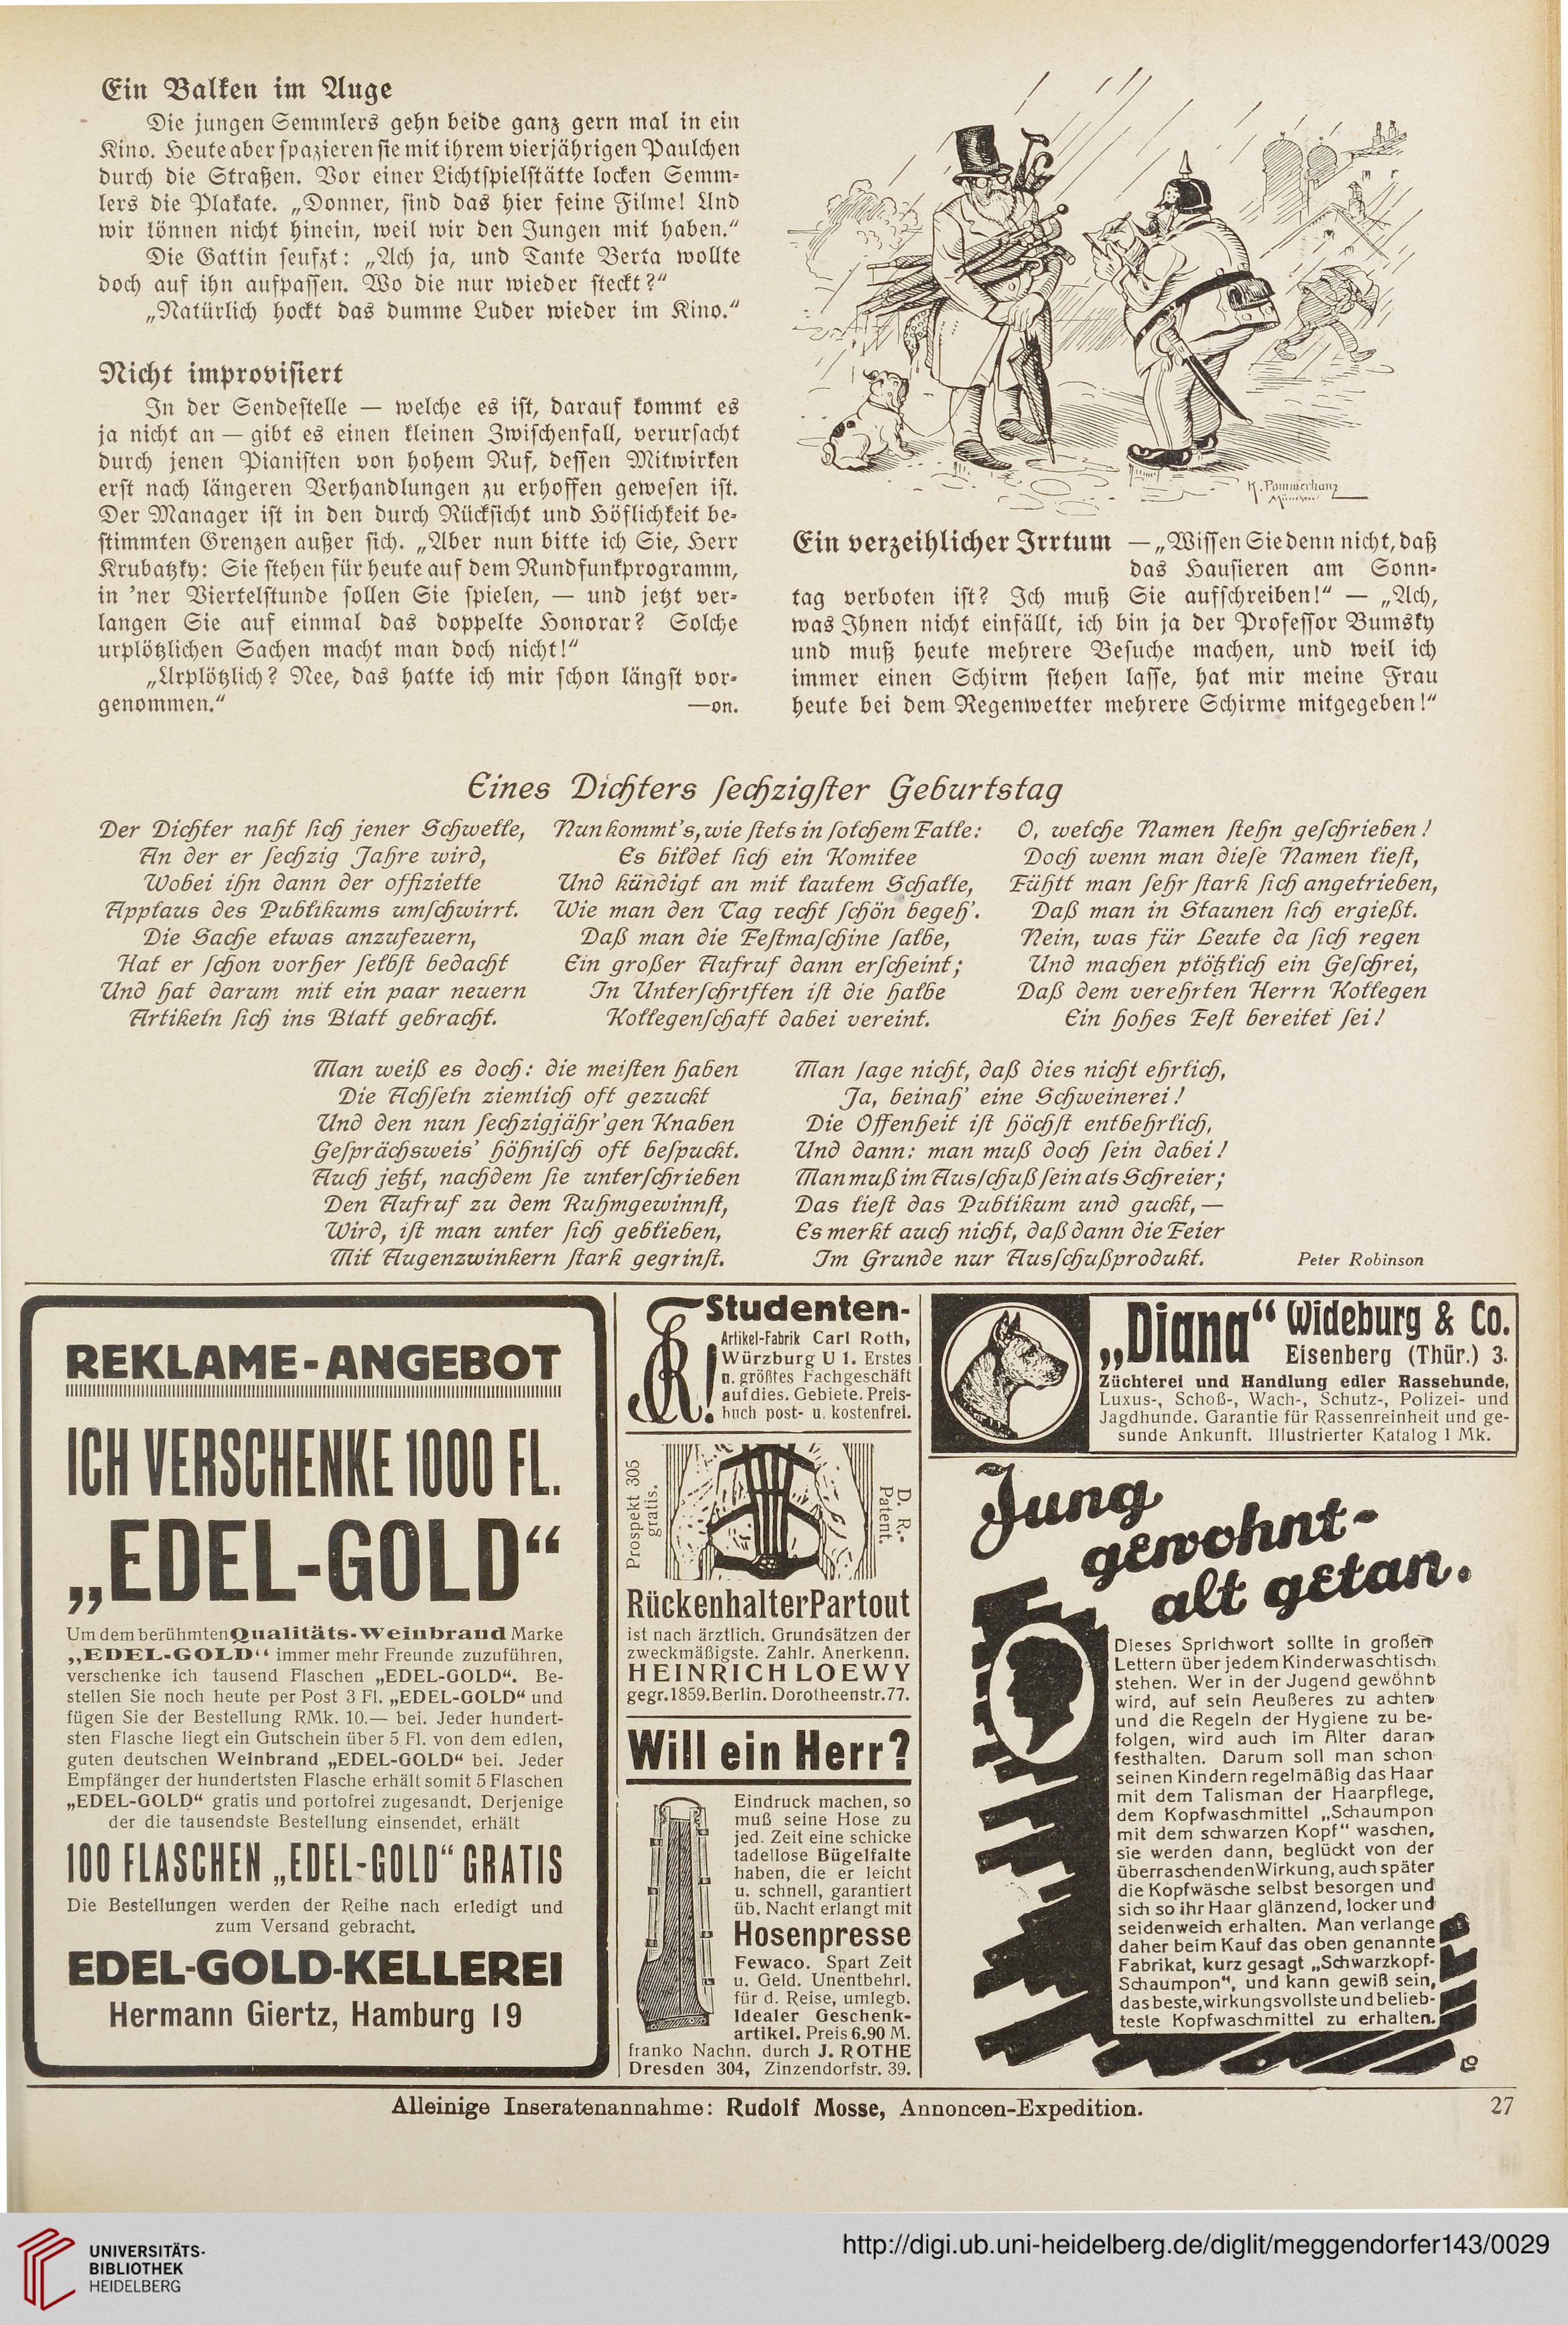 Ein Balken im Auge
Die jungen Semmlers gehn beide ganz gern mal in ein
Kino. Heute aber spazieren sie mit ihrem vierjährigen Paulchen
durch die Straßen. Vor einer Lichtspielstätte locken Semm-
lers die Plakate. „Donner, sind das hier feine Filme! Und
wir können nicht hinein, weil wir den Jungen mit haben.“
Die Gattin seufzt: „Ach ja, und Tante Berta wollte
doch auf ihn aufpassen. Wo die nur wieder steckt?“
„Natürlich hockt das dumme Luder wieder im Kino.“
Nicht improvisiert
In der Sendestelle — welche es ist, darauf kommt es
ja nicht an — gibt es einen kleinen Zwischenfall, verursacht
durch jenen Pianisten von hohem Ruf, dessen Mitwirken
erst nach längeren Verhandlungen zu erhoffen gewesen ist.
Der Manager ist in den durch Rücksicht und Höflichkeit be-
stimmten Grenzen außer sich. „Aber nun bitte ich Sie, Herr
Krubatzky: Sie stehen für heute auf dem Rundfunkprogramm,
in 'ner Viertelstunde sollen Sie spielen, — und jetzt ver-
langen Sie auf einmal das doppelte Honorar? Solche
urplötzlichen Sachen macht man doch nicht!“
„Urplötzlich? Nee, das hatte ich mir schon längst vor-
genommen.“ —on.
K. Pommerhanz
München
Ein verzeihlicher Irrtum — „Wissen Sie denn nicht, daß
das Hausieren am Sonn-
tag verboten ist? Ich muß Sie aufschreiben!“ — „Ach,
was Ihnen nicht einfällt, ich bin ja der Professor Bumsky
und muß heute mehrere Besuche machen, und weil ich
immer einen Schirm stehen lasse, hat mir meine Frau
heute bei dem Regenwetter mehrere Schirme mitgegeben!“
Eines Dichters sechzigster Geburtstag
Der Dichter naht sich jener Schwelle,
An der er sechzig Jahre wird,
Wobei ihn dann der offizielle
Applaus des Publikums umschwirrt.
Die Sache etwas anzufeuern,
Hat er schon vorher selbst bedacht
Und hat darum mit ein paar neuern
Artikeln sich ins Blatt gebracht.
Nun kommt's, wie stets in solchem Falle:
Es bildet sich ein Komitee
Und kündigt an mit lautem Schalle,
Wie man den Tag recht schön begeh'.
Daß man die Festmaschine salbe,
Ein großer Aufruf dann erscheint;
In Unterschriften ist die halbe
Kollegenschaft dabei vereint.
O, welche Namen stehn geschrieben!
Doch wenn man diese Namen liest,
Fühlt man sehr stark sich angetrieben,
Daß man in Staunen sich ergießt.
Nein, was für Leute da sich regen
Und machen plötzlich ein Geschrei,
Daß dem verehrten Herrn Kollegen
Ein hohes Fest bereitet sei!
Man weiß es doch: die meisten haben
Die Achseln ziemlich oft gezuckt
Und den nun sechzigjähr'gen Knaben
Gesprächsweis' höhnisch oft bespuckt.
Auch jetzt, nachdem sie unterschrieben
Den Aufruf zu dem Ruhmgewinnst,
Wird, ist man unter sich geblieben,
Mit Augenzwinkern stark gegrinst.
Man sage nicht, daß dies nicht ehrlich,
Ja, beinah' eine Schweinerei!
Die Offenheit ist höchst entbehrlich,
Und dann: man muß doch sein dabei!
Man muß im Ausschuß sein als Schreier;
Das liest das Publikum und guckt, —
Es merkt auch nicht, daß dann die Feier
Im Grunde nur Ausschußprodukt.
Peter Robinson
REKLAME-ANGEBOT
ICH VERSCHENKE 1000 FL.
„EDEL-GOLD“
Um dem berühmten Qualitäts-Weinbrand Marke
„EDEL-GOLD“ immer mehr Freunde zuzuführen,
verschenke ich tausend Flaschen „EDEL-GOLD“. Be-
stellen Sie noch heute per Post 3 Fl. „EDEL-GOLD“ und
fügen Sie der Bestellung RMk. 10.— bei. Jeder hundert-
sten Flasche liegt ein Gutschein über 5 Fl. von dem edlen,
guten deutschen Weinbrand „EDEL-GOLD“ bei. Jeder
Empfänger der hundertsten Flasche erhält somit 5 Flaschen
„EDEL-GOLD“ gratis und portofrei zugesandt. Derjenige
der die tausendste Bestellung einsendet, erhält
100 FLASCHEN „EDEL-GOLD“ GRATIS
Die Bestellungen werden der Reihe nach erledigt und
zum Versand gebracht.
EDEL-GOLD-KELLEREI
Hermann Giertz, Hamburg 19
Studenten-
Artikel-Fabrik Carl Roth,
Würzburg U 1. Erstes
u. größtes Fachgeschäft
auf dies. Gebiete. Preis-
buch post- u. kostenfrei.
Prospekt 305
gratis.
D. R.-
Patent.
Rückenhalter Partout
ist nach ärztlich. Grundsätzen der
zweckmäßigste. Zahlr. Anerkenn.
HEINRICH LOEWY
gegr. 1859. Berlin. Dorotheenstr. 77.
Will ein Herr?
Eindruck machen, so
muß seine Hose zu
jed. Zeit eine schicke
tadellose Bügelfalte
haben, die er leicht
u. schnell, garantiert
üb. Nacht erlangt mit
Hosenpresse
Fewaco. Spart Zeit
u. Geld. Unentbehrl.
für d. Reise, umlegb.
Idealer Geschenk-
artikel. Preis 6.90 M.
franko Nachn. durch J. ROTHE
Dresden 304, Zinzendorfstr. 39.
„Diana“ Wideburg & Co.
Eisenberg (Thür.) 3.
Züchterei und Handlung edler Rassehunde,
Luxus-, Schoß-, Wach-, Schutz-, Polizei- und
Jagdhunde. Garantie für Rassenreinheit und ge-
sunde Ankunft. Illustrierter Katalog 1 Mk.
Jung
gewohnt-
alt getan.
Dieses Sprichwort sollte in großen
Lettern über jedem Kinderwaschtisch
stehen. Wer in der Jugend gewöhnt
wird, auf sein Aeußeres zu achten
und die Regeln der Hygiene zu be-
folgen, wird auch im Alter daran
festhalten. Darum soll man schon
seinen Kindern regelmäßig das Haar
mit dem Talisman der Haarpflege,
dem Kopfwaschmittel „Schaumpon
mit dem schwarzen Kopf“ waschen,
sie werden dann, beglückt von der
überraschenden Wirkung, auch später
die Kopfwäsche selbst besorgen und
sich so ihr Haar glänzend, locker und
seidenweich erhalten. Man verlange
daher beim Kauf das oben genannte
Fabrikat, kurz gesagt „Schwarzkopf-
Schaumpon“, und kann gewiß sein,
das beste, wirkungsvollste und belieb-
teste Kopfwaschmittel zu erhalten.
Alleinige Inseratenannahme: Rudolf Mosse, Annoncen-Expedition.
27
UNIVERSITÄTS-
BIBLIOTHEK
HEIDELBERG
http://digi.ub.uni-heidelberg.de/diglit/meggendorfer143/0029